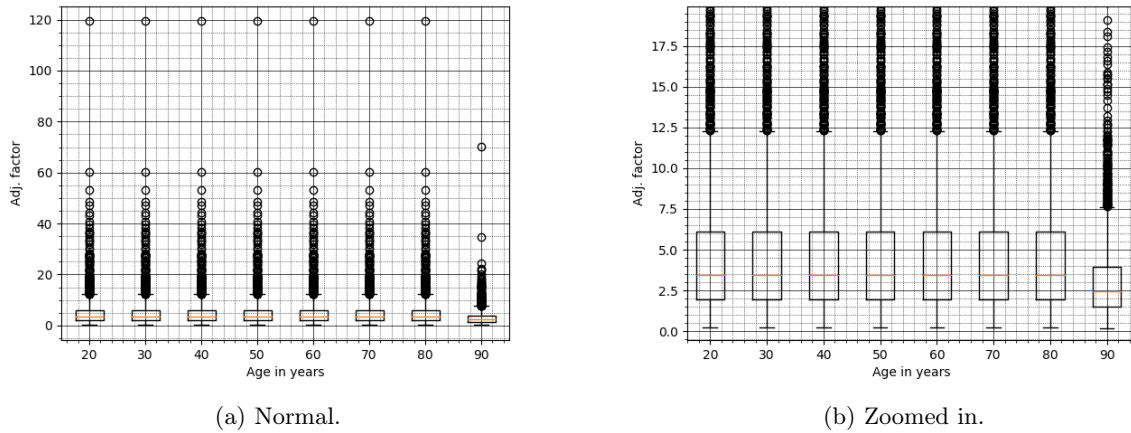 120
100
80
60
40
20
0
Adj. factor
20 30 40 50 60 70 80 90
Age in years
(a) Normal.
17.5
15.0
12.5
10.0
7.5
5.0
2.5
0.0
Adj. factor
20 30 40 50 60 70 80 90
Age in years
(b) Zoomed in.